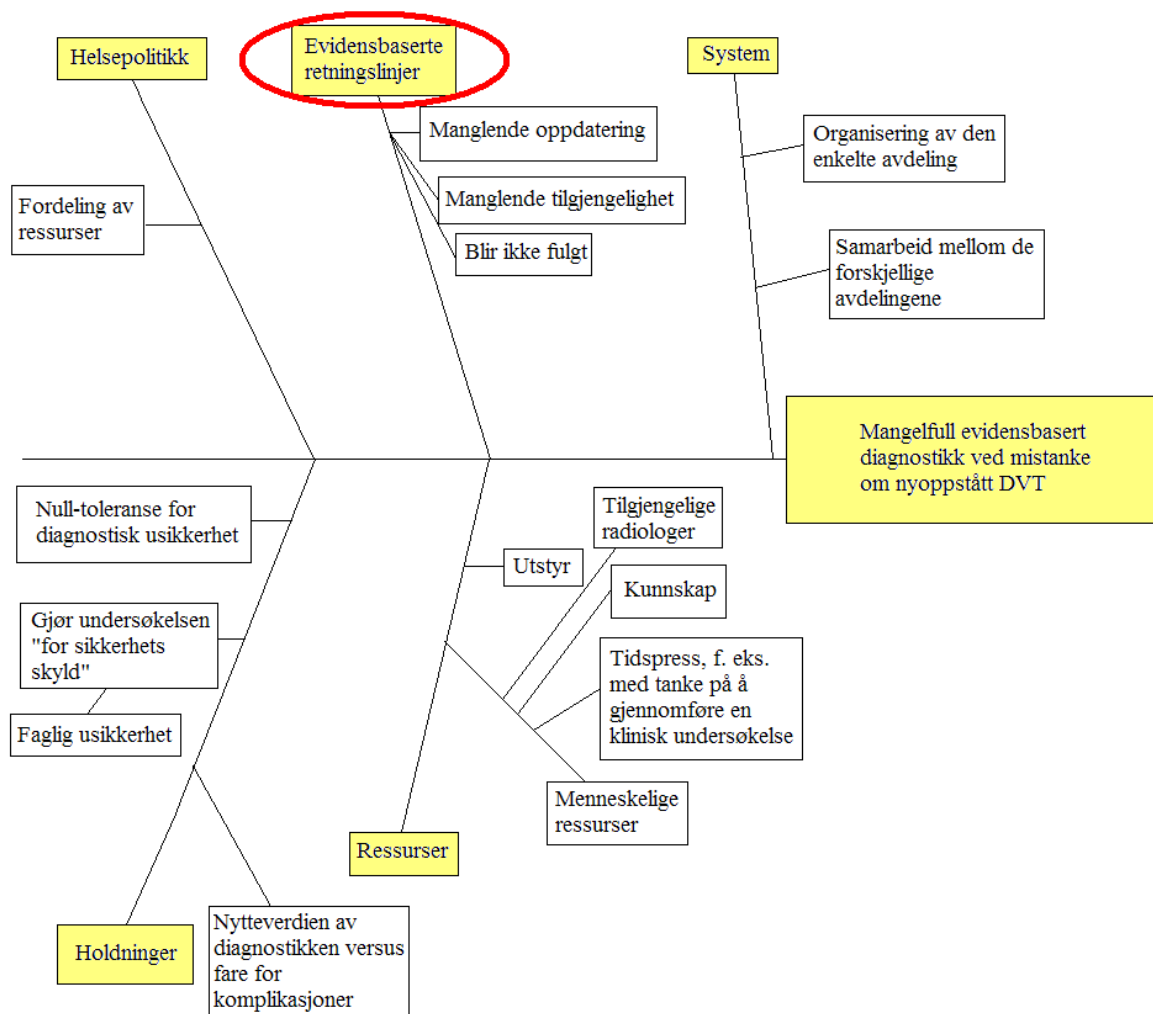 Helsepolitikk
Evidensbaserte
retningslinjer
System
Manglende oppdatering
Organisering av den
enkelte avdeling
Manglende tilgjengelighet
Fordeling av
ressurser
Blir ikke fulgt
Samarbeid mellom de
forskjellige
avdelingene
Mangelfull evidensbasert
diagnostikk ved mistanke
om nyoppstått DVT
Null-toleranse for
diagnostisk usikkerhet
Tilgjengelige
radiologer
Utstyr
Kunnskap
Gjør undersøkelsen
"for sikkerhets
skyld"
Tidspress, f. eks.
med tanke på å
gjennomføre en
klinisk undersøkelse
Faglig usikkerhet
Menneskelige
ressurser
Ressurser
Holdninger
Nytteverdien av
diagnostikken versus
fare for
komplikasjoner